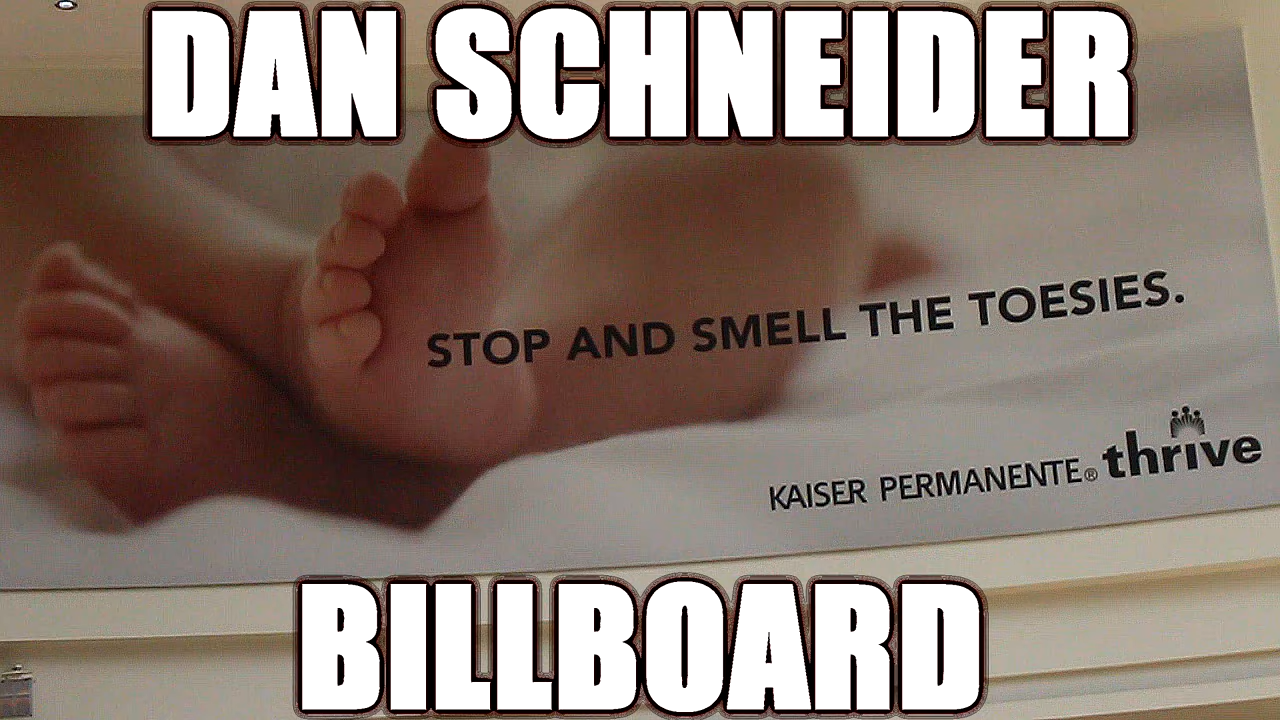 DAN SCHNEIDER
STOP AND SMELL THE TOESIES.
KAISER PERMANENTE® thrive
BILLBOARD